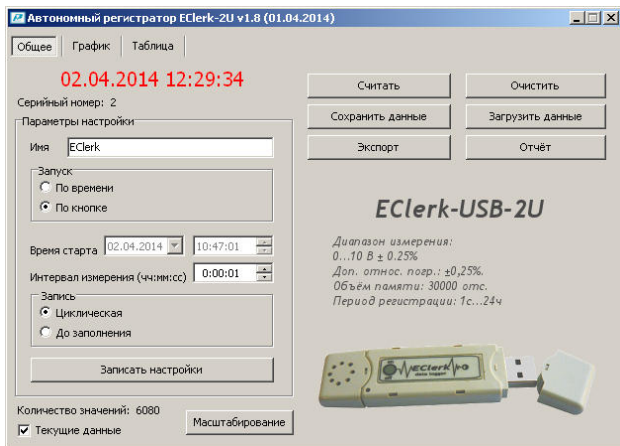 Автономный регистратор EClerk-2U v1.8 (01.04.2014)
Общее График Таблица
02.04.2014 12:29:34
Серийный номер: 2
Параметры настройки
Имя EClerk
Запуск
По времени
По кнопке
Время старта 02.04.2014 10:47:01
Интервал измерения (чч:мм:сс) 0:00:01
Запись
Циклическая
До заполнения
Записать настройки
Количество значений: 6080
Текущие данные
Масштабирование
Считать Очистить
Сохранить данные Загрузить данные
Экспорт Отчёт
EClerk-USB-2U
Диапазон измерения:
0...10 В ± 0.25%
Доп. относ. погр.: ±0,25%.
Объём памяти: 30000 отс.
Период регистрации: 1с...24ч
EClerk
data logger